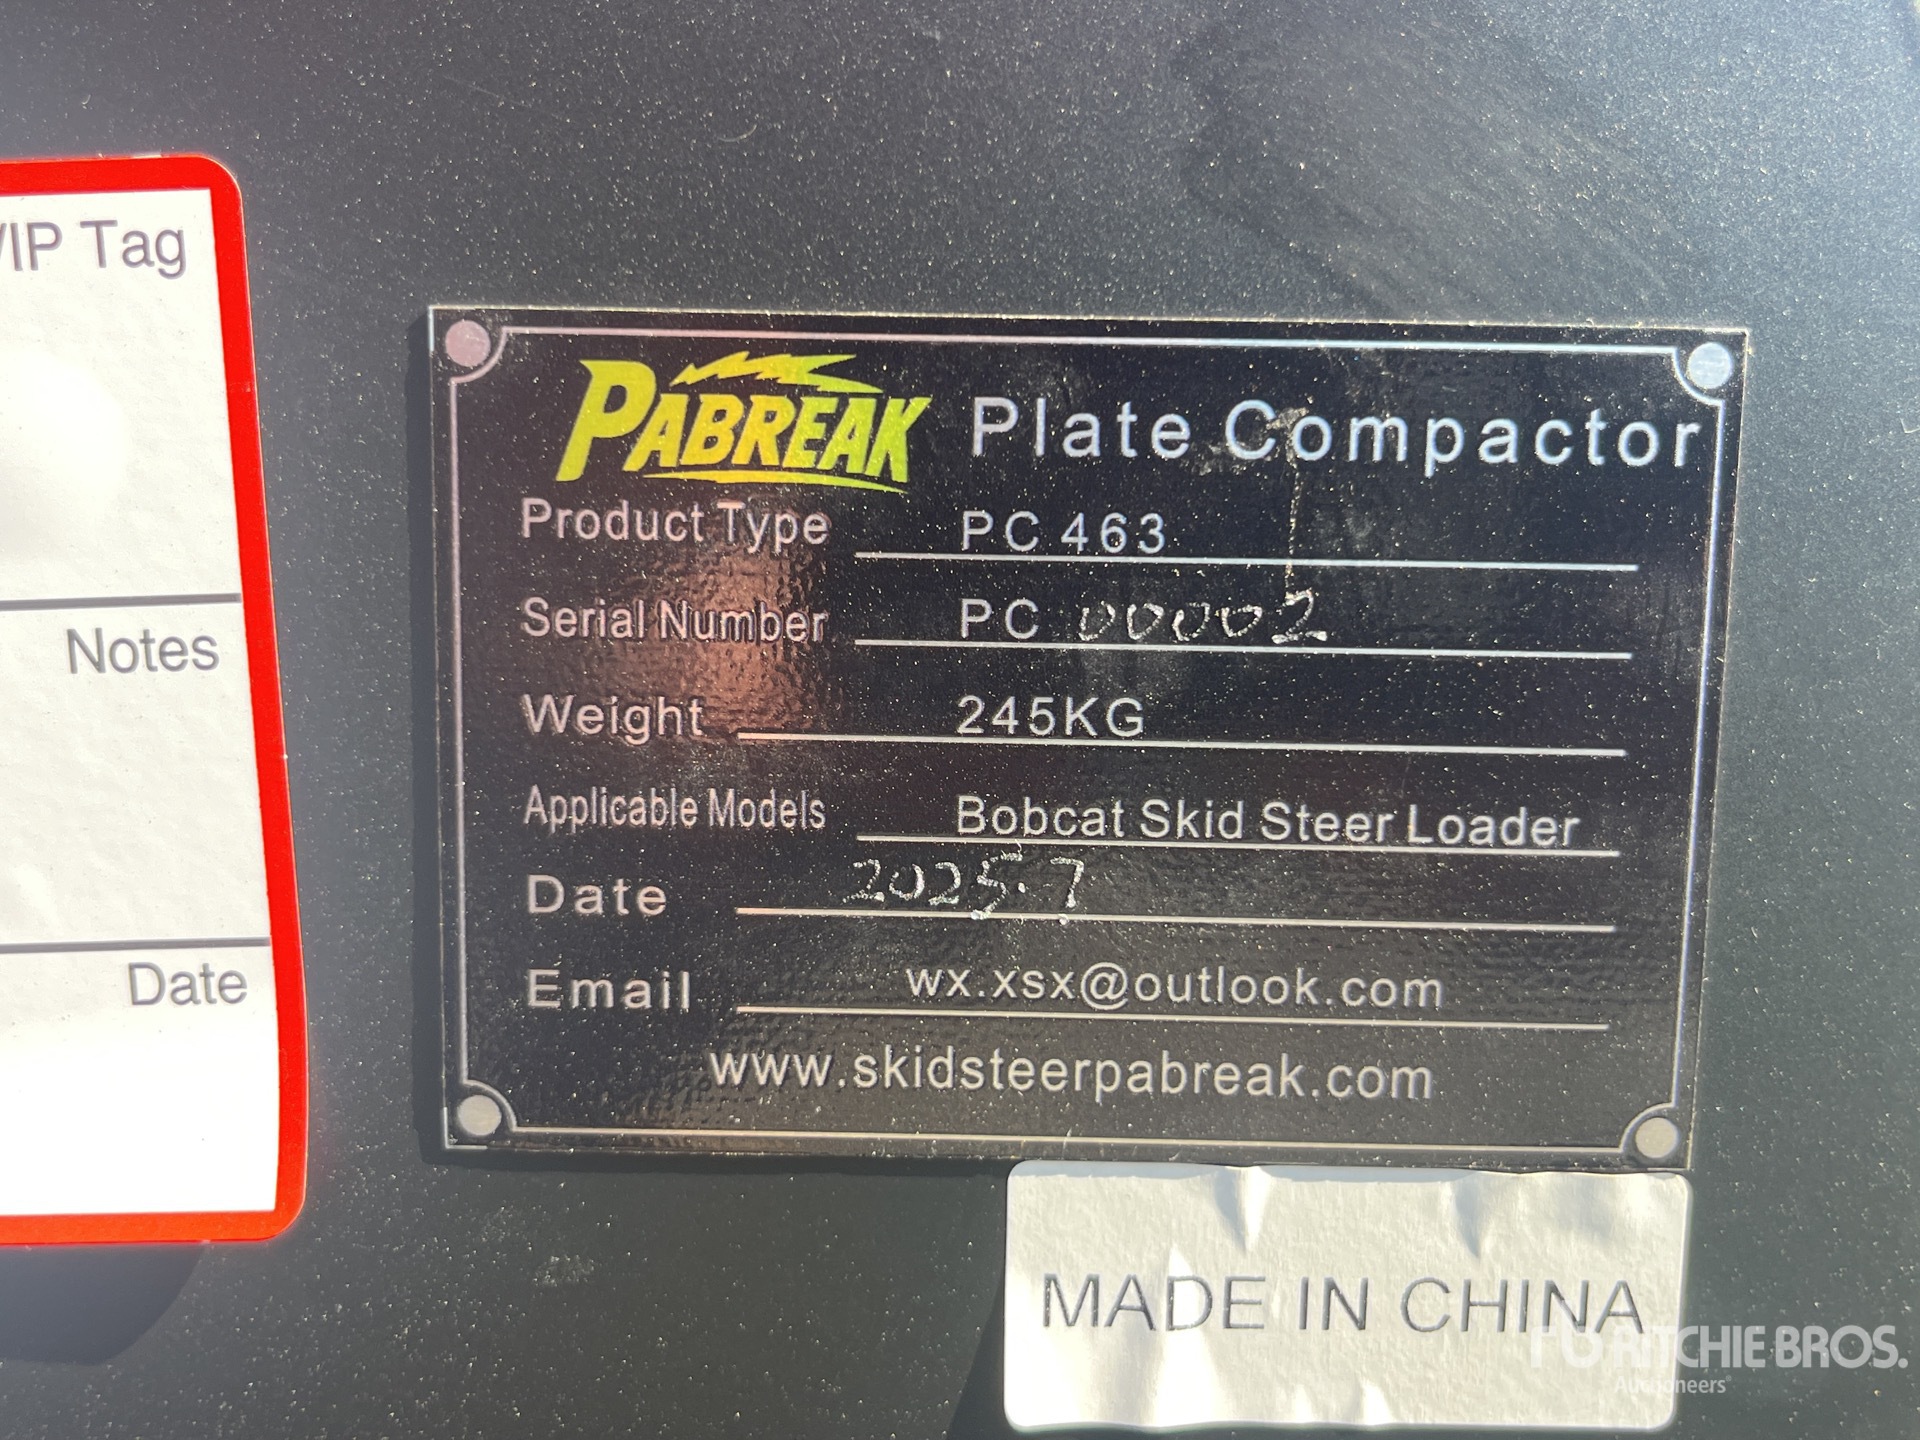 VIP Tag
Notes
Date
PABREAK Plate Compactor
Product Type PC 463
Serial Number PC 00002
Weight 245KG
Applicable Models Bobcat Skid Steer Loader
Date 2025.7
Email wx.xsx@outlook.com
www.skidsteerpabreak.com
MADE IN CHINA
RITCHIE BROS.
Auctioneers